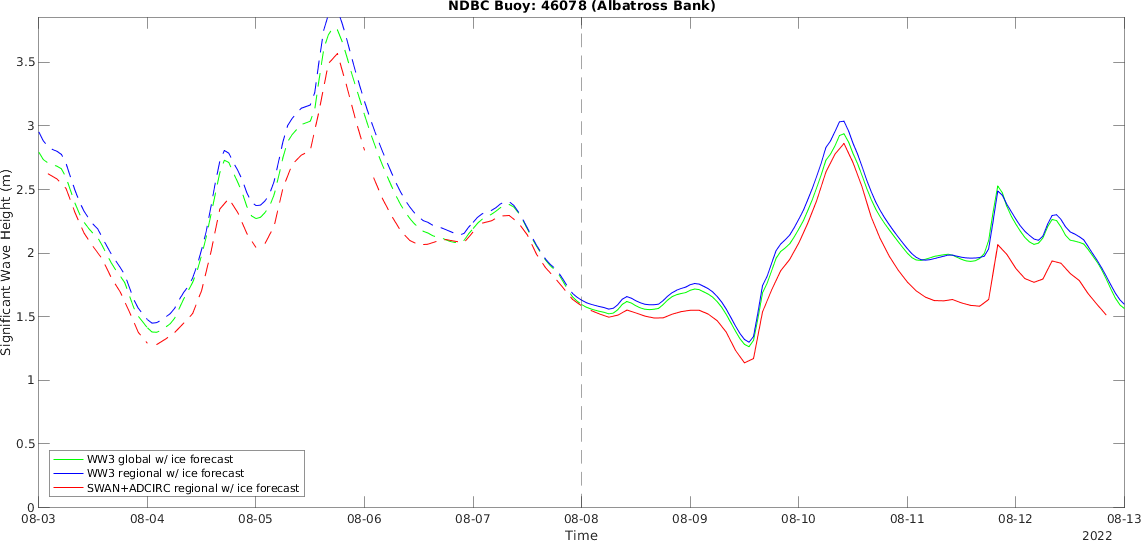 NDBC Buoy: 46078 (Albatross Bank)
3.5
3
2.5
2
1.5
1
0.5
0
Significant Wave Height (m)
WW3 global w/ ice forecast
WW3 regional w/ ice forecast
SWAN+ADCIRC regional w/ ice forecast
08-03 08-04 08-05 08-06 08-07 08-08 08-09 08-10 08-11 08-12 08-13
Time
2022